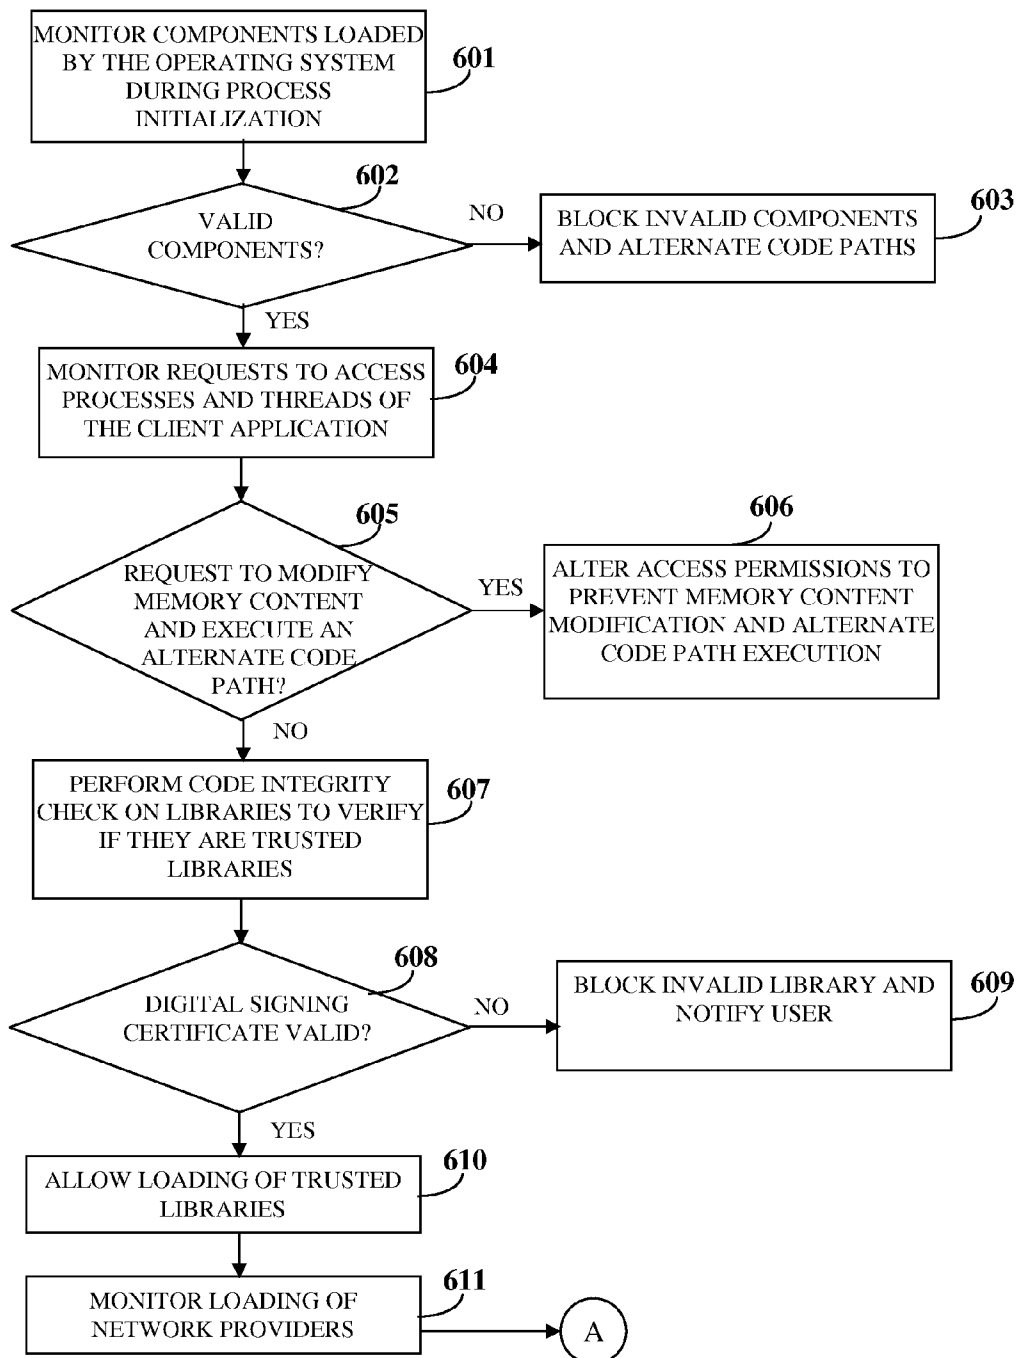 MONITOR COMPONENTS LOADED
BY THE OPERATING SYSTEM
DURING PROCESS
INITIALIZATION
601
602
VALID
COMPONENTS?
NO
BLOCK INVALID COMPONENTS
AND ALTERNATE CODE PATHS
603
YES
MONITOR REQUESTS TO ACCESS
PROCESSES AND THREADS OF
THE CLIENT APPLICATION
604
605
REQUEST TO MODIFY
MEMORY CONTENT
AND EXECUTE AN
ALTERNATE CODE
PATH?
YES
606
ALTER ACCESS PERMISSIONS TO
PREVENT MEMORY CONTENT
MODIFICATION AND ALTERNATE
CODE PATH EXECUTION
NO
PERFORM CODE INTEGRITY
CHECK ON LIBRARIES TO VERIFY
IF THEY ARE TRUSTED
LIBRARIES
607
608
DIGITAL SIGNING
CERTIFICATE VALID?
NO
BLOCK INVALID LIBRARY AND
NOTIFY USER
609
YES
ALLOW LOADING OF TRUSTED
LIBRARIES
610
MONITOR LOADING OF
NETWORK PROVIDERS
611
A